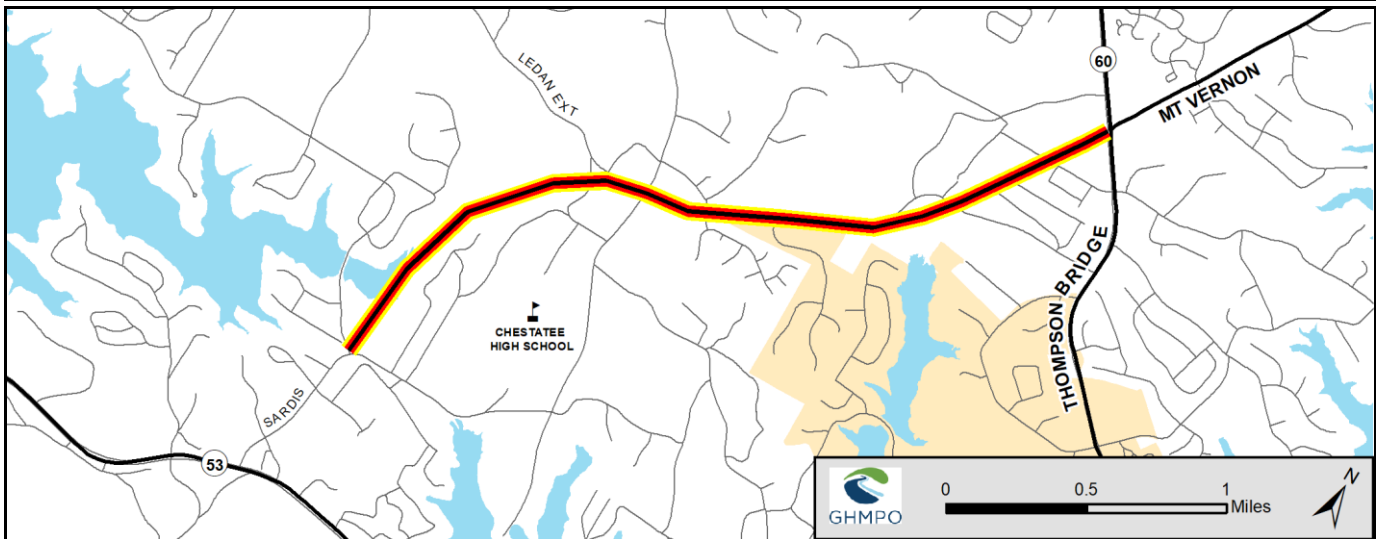 LEDAN EXT
60
MT VERNON
CHESTATEE
HIGH SCHOOL
THOMPSON BRIDGE
SARDIS
53
GHMPO
0 0.5 1
Miles
N